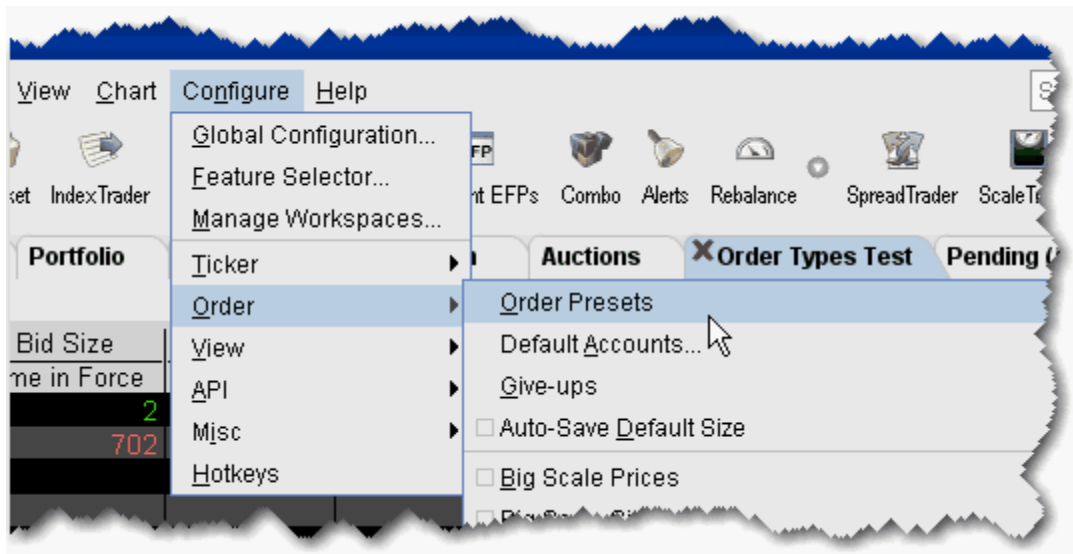 View Chart Configure Help
Global Configuration...
Feature Selector...
Manage Workspaces...
Ticker
Order
View
API
Misc
Hotkeys
IndexTrader EFPs Combo Alerts Rebalance SpreadTrader
Portfolio Auctions Order Types Test Pending
Order Presets
Default Accounts...
Give-ups
Auto-Save Default Size
Big Scale Prices
Bid Size
in Force
2
702